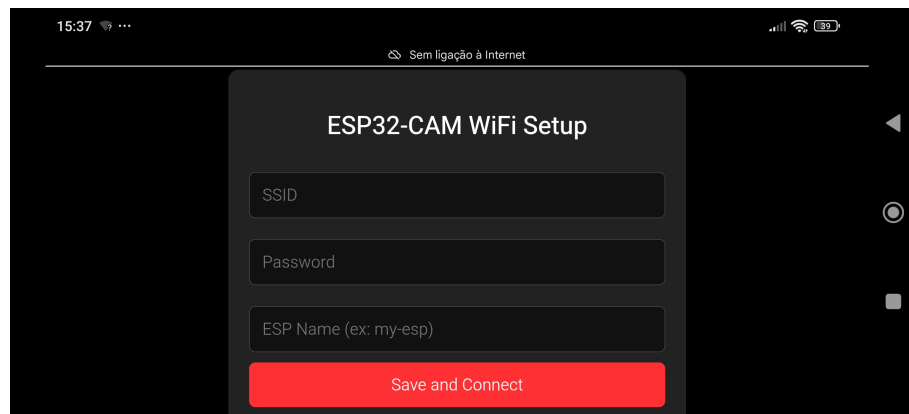 15:37
39
Sem ligação à Internet
ESP32-CAM WiFi Setup
SSID
Password
ESP Name (ex: my-esp)
Save and Connect